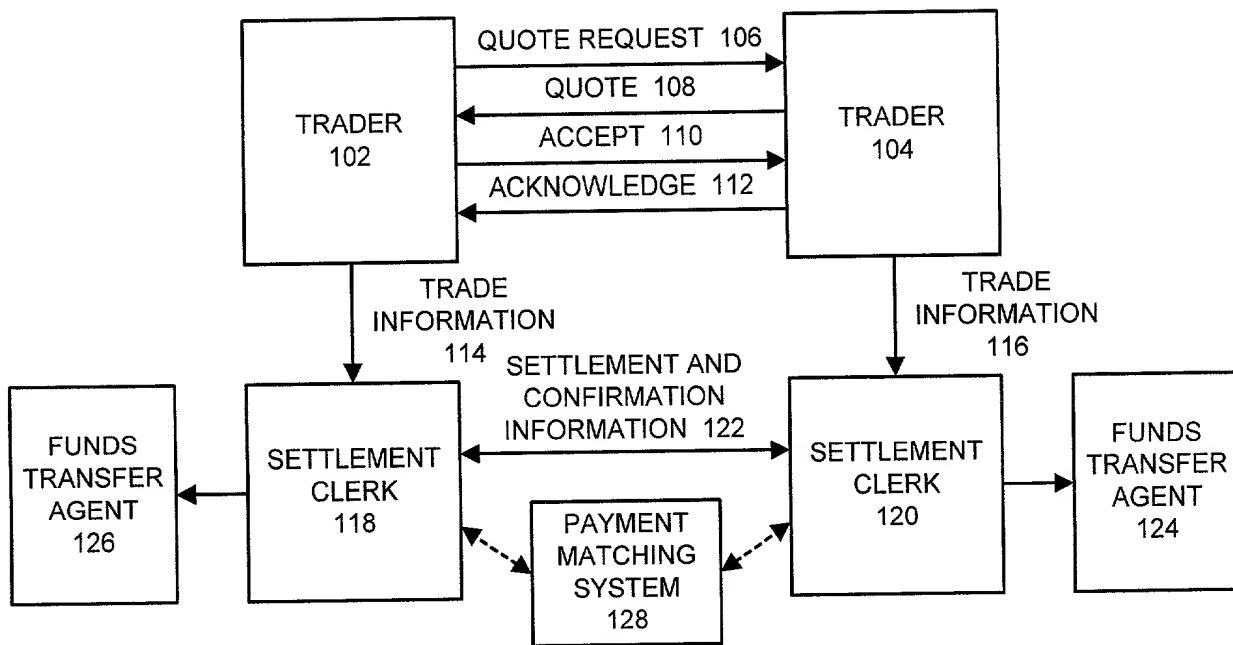 QUOTE REQUEST 106
QUOTE 108
ACCEPT 110
ACKNOWLEDGE 112
TRADER
102
TRADER
104
TRADE
INFORMATION
114
TRADE
INFORMATION
116
SETTLEMENT AND
CONFIRMATION
INFORMATION 122
FUNDS
TRANSFER
AGENT
126
SETTLEMENT
CLERK
118
PAYMENT
MATCHING
SYSTEM
128
SETTLEMENT
CLERK
120
FUNDS
TRANSFER
AGENT
124